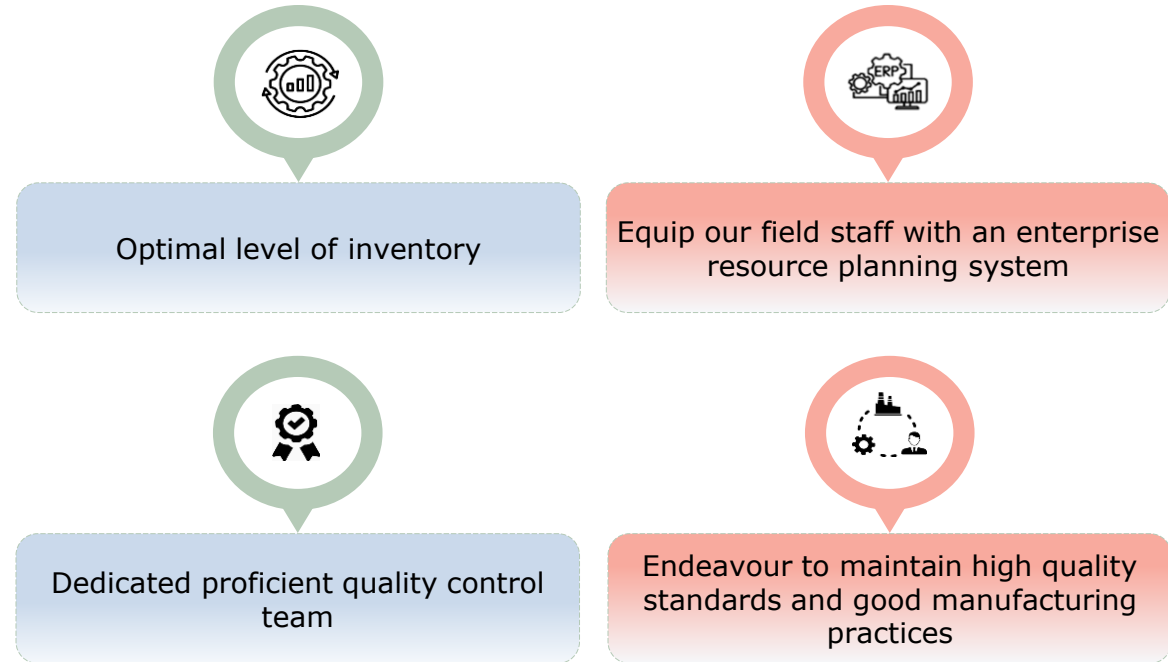 ERP
Optimal level of inventory
Equip our field staff with an enterprise
resource planning system
Dedicated proficient quality control
team
Endeavour to maintain high quality
standards and good manufacturing
practices